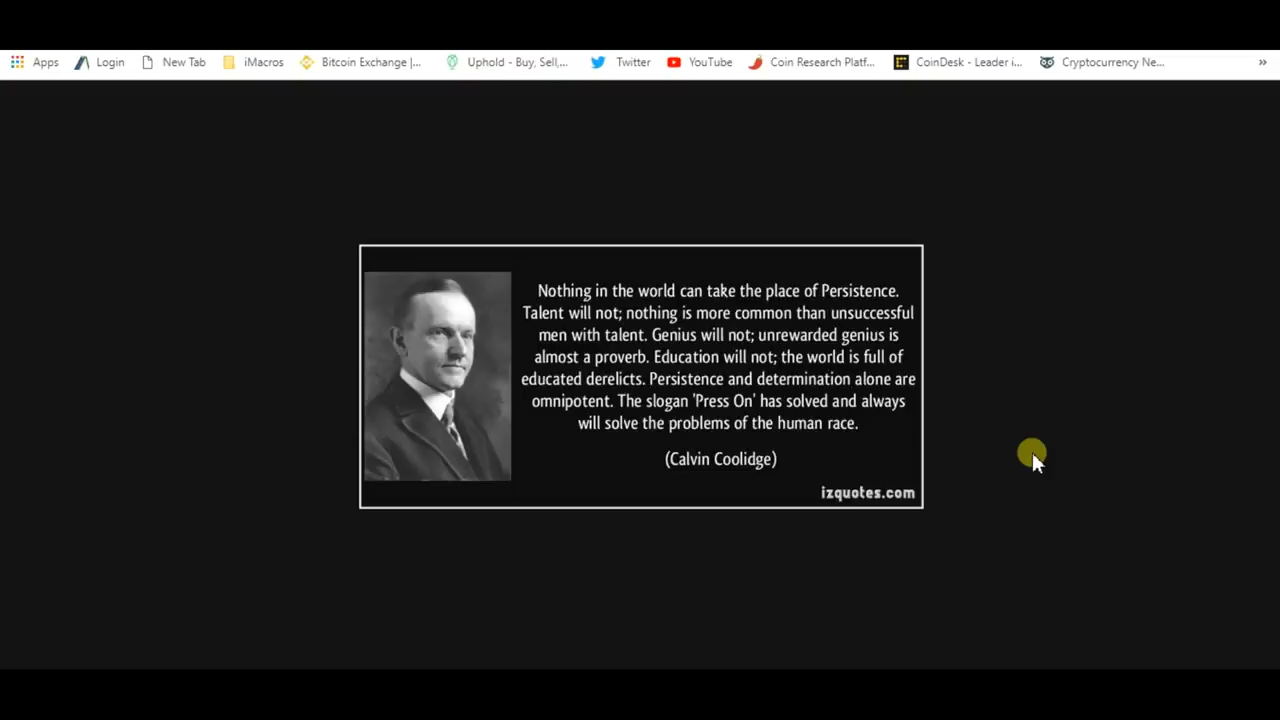 Apps Login New Tab iMacros Bitcoin Exchange |... Uphold - Buy, Sell,... Twitter YouTube Coin Research Platf... CoinDesk - Leader i... Cryptocurrency Ne... »
Nothing in the world can take the place of Persistence.
Talent will not; nothing is more common than unsuccessful
men with talent. Genius will not; unrewarded genius is
almost a proverb. Education will not; the world is full of
educated derelicts. Persistence and determination alone are
omnipotent. The slogan 'Press On' has solved and always
will solve the problems of the human race.
(Calvin Coolidge)
izquotes.com